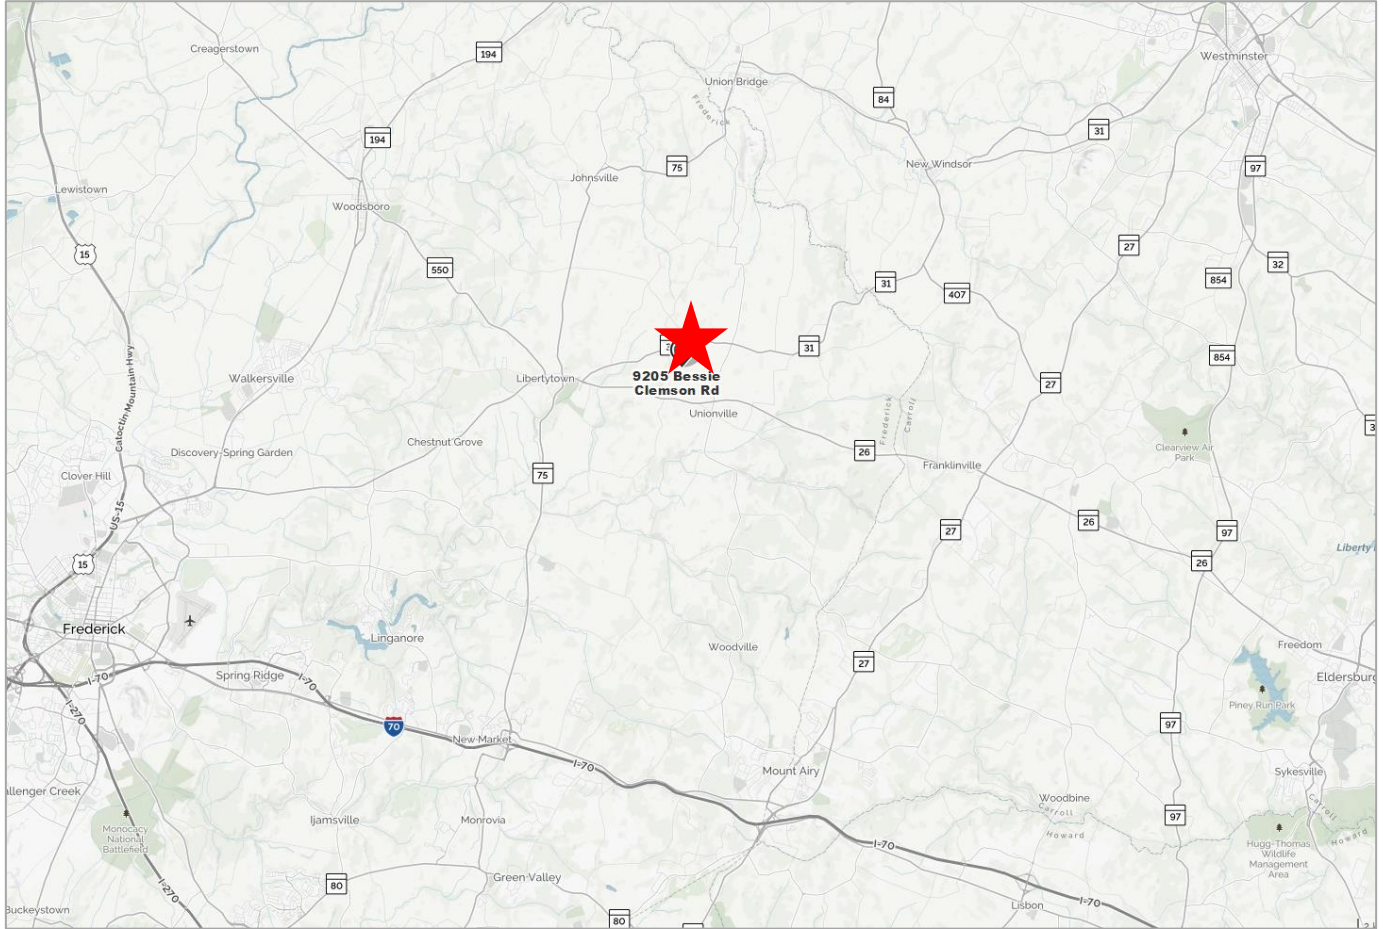 Creagerstown
194
Westminster
Union Bridge
Frederick
84
194
31
75
New Windsor
97
Johnsville
Lewistown
Woodsboro
15
27
550
32
854
31
407
31
854
Catoctin Mountain Hwy
Walkersville
Libertytown
9205 Bessie
Clemson Rd
27
Unionville
Frederick
Carroll
Chestnut Grove
Discovery-Spring Garden
26
Clearview Air
Park
Franklinville
Clover Hill
75
US-15
26
27
97
Liberty
15
26
Frederick
Linganore
Woodville
Freedom
27
Spring Ridge
I-70
I-70
Eldersburg
Piney Run Park
I-270
70
97
New Market
I-70
Mount Airy
Sykesville
allenger Creek
Woodbine
Carroll
Carroll
Ijamsville
Monrovia
97
Monocacy
National
Battlefield
Howard
Howard
I-70
Hugg-Thomas
Wildlife
Management
Area
Green Valley
80
I-270
Lisbon
I-70
Buckeystown
80